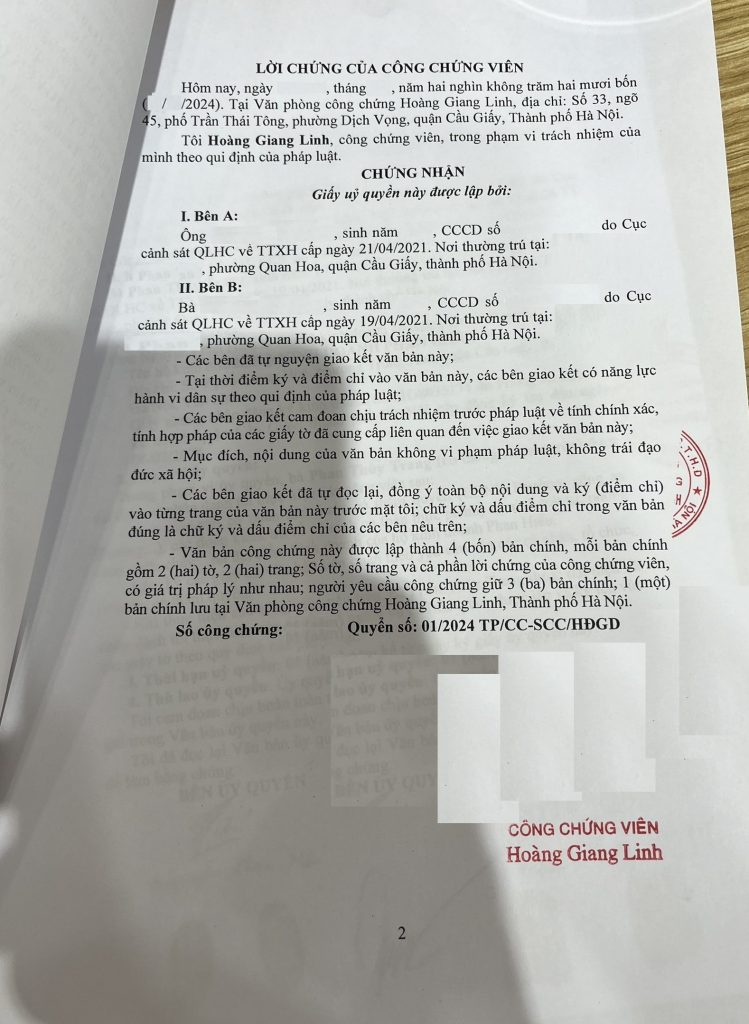 LỜI CHỨNG CỦA CÔNG CHỨNG VIÊN
Hôm nay, ngày , tháng , năm hai nghìn không trăm hai mươi bốn
( / /2024). Tại Văn phòng công chứng Hoàng Giang Linh, địa chỉ: Số 33, ngõ
45, phố Trần Thái Tông, phường Dịch Vọng, quận Cầu Giấy, Thành phố Hà Nội.
Tôi Hoàng Giang Linh, công chứng viên, trong phạm vi trách nhiệm của
mình theo qui định của pháp luật.
CHỨNG NHẬN
Giấy uỷ quyền này được lập bởi:
I. Bên A:
Ông , sinh năm , CCCD số do Cục
cảnh sát QLHC về TTXH cấp ngày 21/04/2021. Nơi thường trú tại:
, phường Quan Hoa, quận Cầu Giấy, thành phố Hà Nội.
II. Bên B:
Bà , sinh năm , CCCD số do Cục
cảnh sát QLHC về TTXH cấp ngày 19/04/2021. Nơi thường trú tại:
, phường Quan Hoa, quận Cầu Giấy, thành phố Hà Nội.
- Các bên đã tự nguyện giao kết văn bản này;
- Tại thời điểm ký và điểm chỉ vào văn bản này, các bên giao kết có năng lực
hành vi dân sự theo qui định của pháp luật;
- Các bên giao kết cam đoan chịu trách nhiệm trước pháp luật về tính chính xác,
tính hợp pháp của các giấy tờ đã cung cấp liên quan đến việc giao kết văn bản này;
- Mục đích, nội dung của văn bản không vi phạm pháp luật, không trái đạo
đức xã hội;
- Các bên giao kết đã tự đọc lại, đồng ý toàn bộ nội dung và ký (điểm chỉ)
vào từng trang của văn bản này trước mặt tôi; chữ ký và dấu điểm chỉ trong văn bản
đúng là chữ ký và dấu điểm chỉ của các bên nêu trên;
- Văn bản công chứng này được lập thành 4 (bốn) bản chính, mỗi bản chính
gồm 2 (hai) tờ, 2 (hai) trang; Số tờ, số trang và cả phần lời chứng của công chứng viên,
có giá trị pháp lý như nhau; người yêu cầu công chứng giữ 3 (ba) bản chính; 1 (một)
bản chính lưu tại Văn phòng công chứng Hoàng Giang Linh, Thành phố Hà Nội.
Số công chứng: Quyển số: 01/2024 TP/CC-SCC/HĐGD
CÔNG CHỨNG VIÊN
Hoàng Giang Linh
2